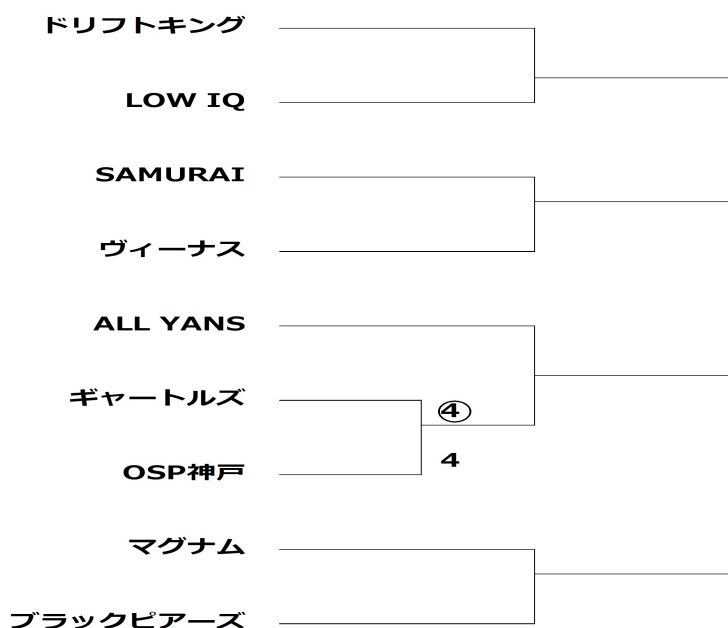 ドリフトキング
LOW IQ
SAMURAI
ヴィーナス
ALL YANS
ギャートルズ
④
4
OSP神戸
マグナム
ブラックピアーズ